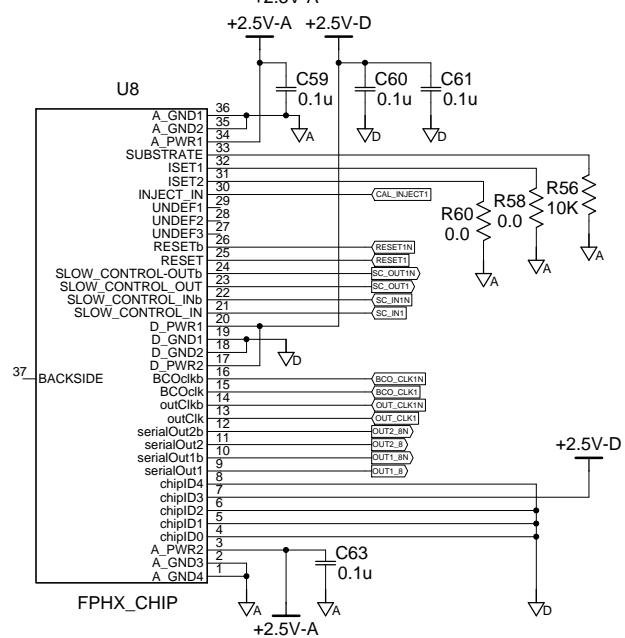 +2.5V-A
+2.5V-A +2.5V-D
C59
0.1u
C60
0.1u
C61
0.1u
U8
A
D
D
A_GND1 36
A_GND2 35
A_PWR1 34
SUBSTRATE 33
ISET1 32
ISET2 31
INJECT_IN 30 CAL_INJECT1
UNDEF1 29
UNDEF2 28
UNDEF3 27
RESETb 26 RESET1N
RESET 25 RESET1
SLOW_CONTROL-OUTb 24 SC_OUT1N
SLOW_CONTROL_OUT 23 SC_OUT1
SLOW_CONTROL_INb 22 SC_IN1N
SLOW_CONTROL_IN 21 SC_IN1
R60
0.0
R58
0.0
R56
10K
A
A
A
D_PWR1 20
D_GND1 19
D_GND2 18
D_PWR2 17
D
37 BACKSIDE
BCOclkb 16 BCO_CLK1N
BCOclk 15 BCO_CLK1
outClkb 14 OUT_CLK1N
outClk 13 OUT_CLK1
serialOut2b 12 OUT2_8N
serialOut2 11 OUT2_8
serialOut1b 10 OUT1_8N
serialOut1 9 OUT1_8
chipID4 8
chipID3 7
chipID2 6
chipID1 5
chipID0 4
A_PWR2 3
A_GND3 2
A_GND4 1
+2.5V-D
C63
0.1u
FPHX_CHIP
A
A
D
+2.5V-A